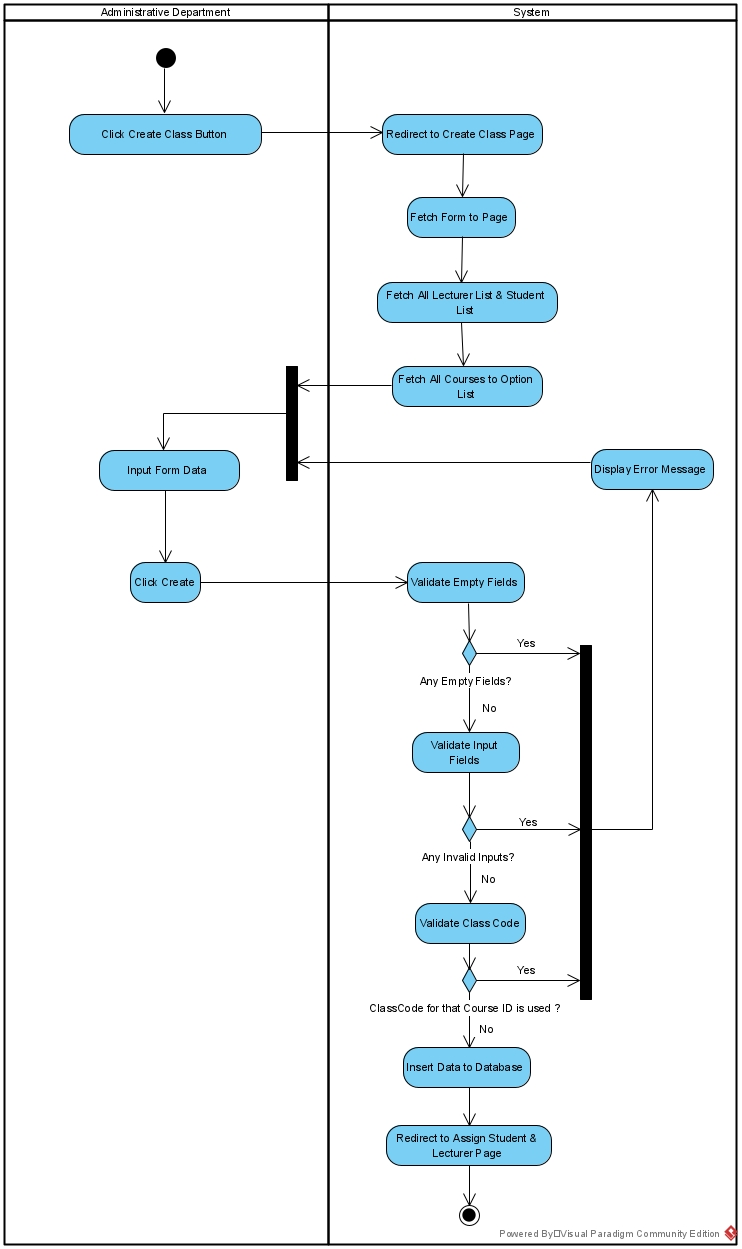 Administrative Department
System
Click Create Class Button
Redirect to Create Class Page
Fetch Form to Page
Fetch All Lecturer List & Student
List
Fetch All Courses to Option
List
Input Form Data
Display Error Message
Click Create
Validate Empty Fields
Yes
Any Empty Fields?
No
Validate Input
Fields
Yes
Any Invalid Inputs?
No
Validate Class Code
Yes
ClassCode for that Course ID is used ?
No
Insert Data to Database
Redirect to Assign Student &
Lecturer Page
Powered By Visual Paradigm Community Edition